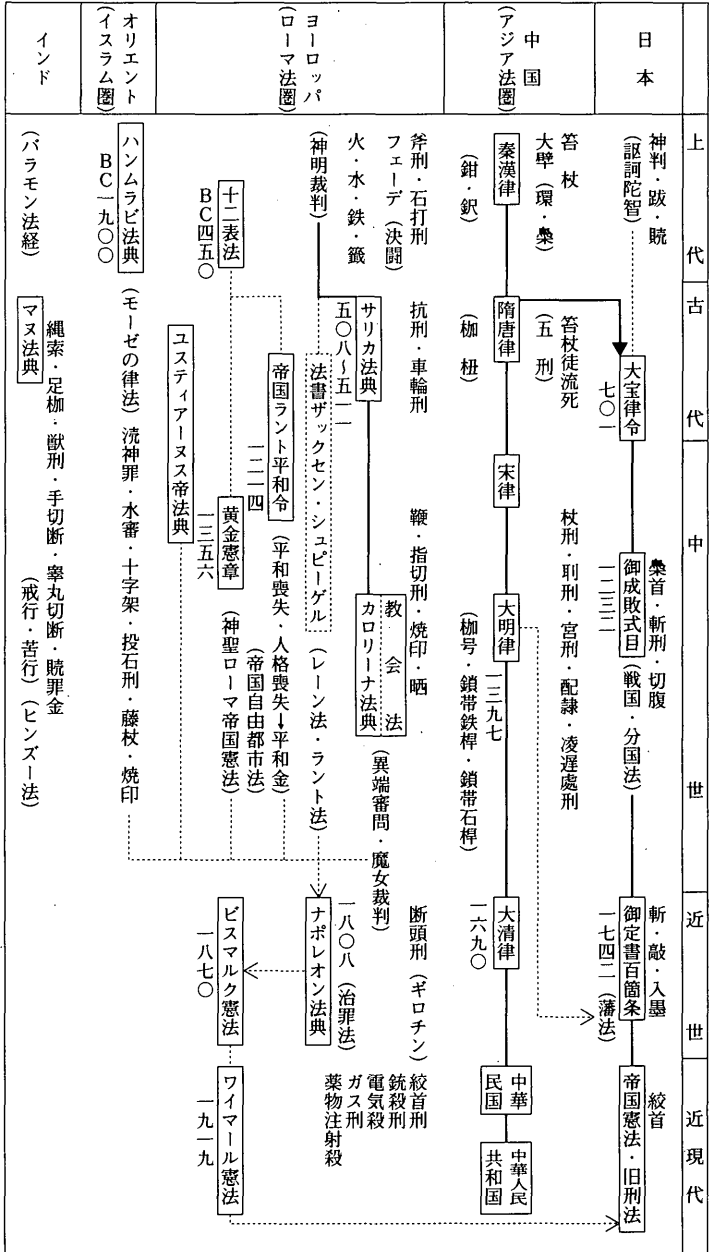 上代
古代
中世
近世
近現代
日本
神判・跋・贖
(謳訶陀智)
大宝律令
七〇一
梟首・斬刑・切腹
御成敗式目
一二三二
(戦国・分国法)
斬・敲・入墨
御定書百箇条
一七四二(藩法)
絞首
帝国憲法・旧刑法
中国
(アジア法圏)
笞杖
大壁(環・梟)
秦漢律
(鉗・釱)
笞杖徒流死
(五刑)
隋唐律
(枷杻)
末律
杖刑・刵刑・宮刑・配隷・凌遅處刑
大明律
一三九七
(枷号・鎖帯鉄桿・鎖帯石桿)
大清律
一六九〇
中華
民国
中華人民
共和国
ヨーロッパ
(ローマ法圏)
斧刑・石打刑
フェーデ(決闘)
火・水・鉄・籤
(神明裁判)
十二表法
BC四五〇
抗刑・車輪刑
サリカ法典
五〇八~五一一
法書ザックセン・シュピーゲル
(レーン法・ラント法)
帝国ラント平和令
一二一四
(平和喪失・人格喪失→平和金)
(帝国自由都市法)
黄金憲章
一三五六
(神聖ローマ帝国憲法)
ユスティアーヌス帝法典
鞭・指切刑・焼印・晒
教会法
カロリーナ法典
(異端審問・魔女裁判)
断頭刑(ギロチン)
ナポレオン法典
一八〇八(治罪法)
ビスマルク憲法
一八七〇
絞首刑
銃殺刑
電気殺
ガス刑
薬物注射殺
ワイマール憲法
一九一九
オリエント
(イスラム圏)
ハンムラビ法典
BC一九〇〇
(モーゼの律法)涜神罪・水審・十字架・投石刑・藤杖・焼印
インド
(バラモン法経)
マヌ法典
縄索・足枷・獣刑・手切断・睾丸切断・贖罪金
(戒行・苦行)(ヒンズー法)